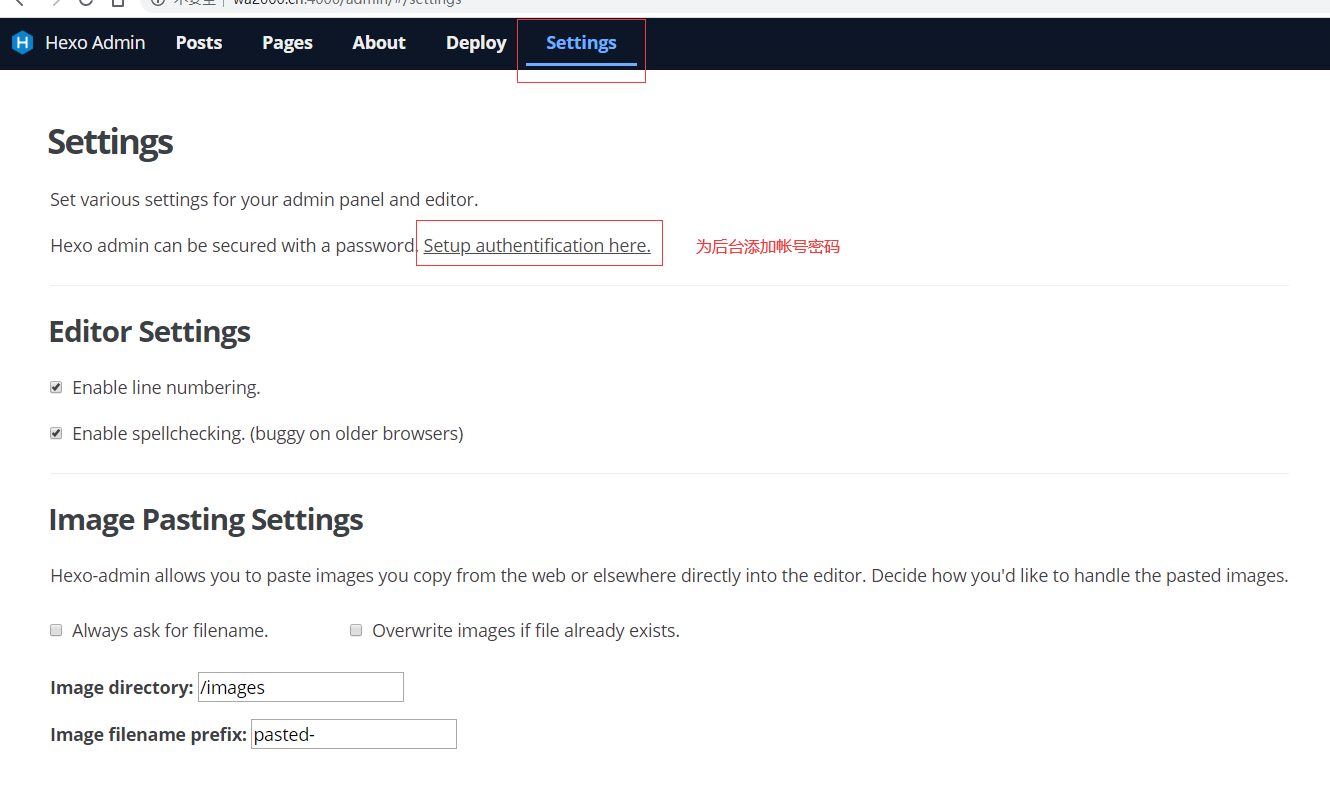 不安全 | wa2000.cn:4000/admin/#/settings
Hexo Admin Posts Pages About Deploy Settings
Settings
Set various settings for your admin panel and editor.
Hexo admin can be secured with a password. Setup authentification here. 为后台添加帐号密码
Editor Settings
Enable line numbering.
Enable spellchecking. (buggy on older browsers)
Image Pasting Settings
Hexo-admin allows you to paste images you copy from the web or elsewhere directly into the editor. Decide how you'd like to handle the pasted images.
Always ask for filename. Overwrite images if file already exists.
Image directory: /images
Image filename prefix: pasted-